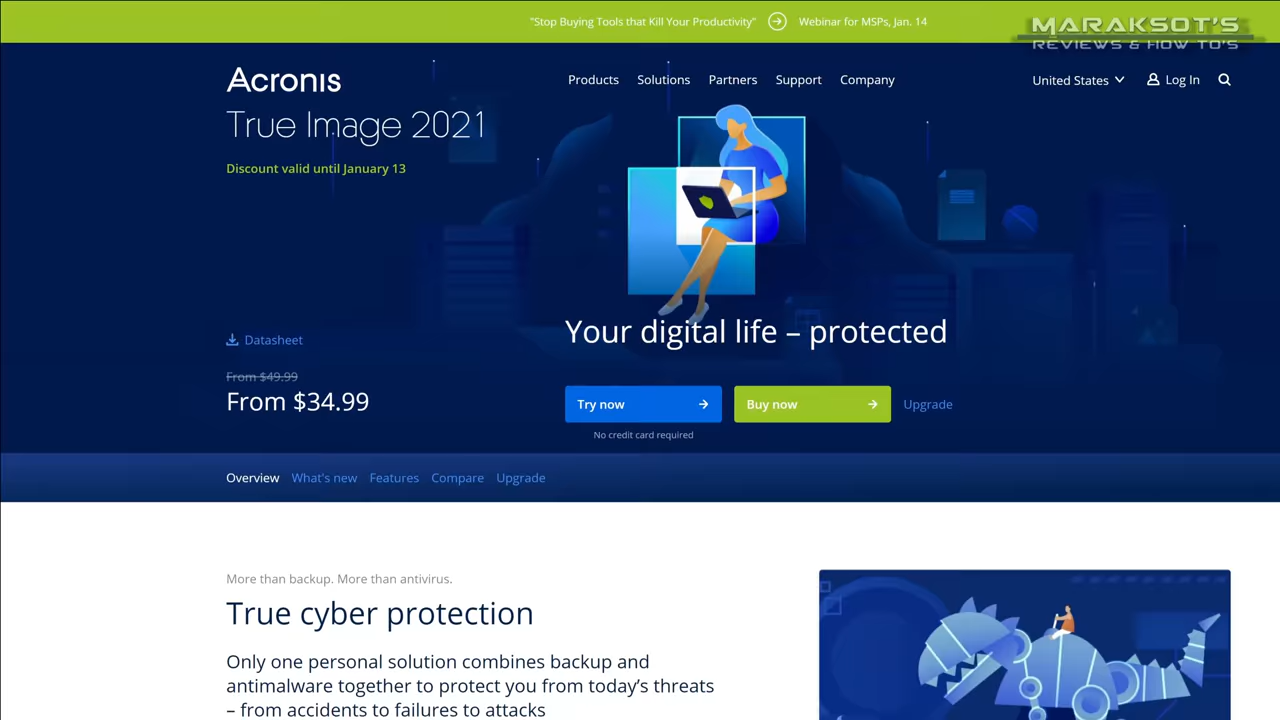 "Stop Buying Tools that Kill Your Productivity" Webinar for MSPs, Jan. 14
MARAKSOT'S
REVIEWS & HOW TO'S
Acronis
Products Solutions Partners Support Company United States Log In
True Image 2021
Discount valid until January 13
Your digital life – protected
Datasheet
From $49.99
From $34.99
Try now Buy now Upgrade
No credit card required
Overview What's new Features Compare Upgrade
More than backup. More than antivirus.
True cyber protection
Only one personal solution combines backup and
antimalware together to protect you from today’s threats
– from accidents to failures to attacks